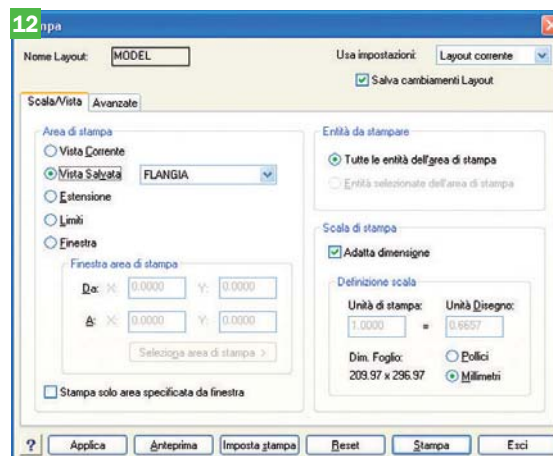 12
mpa
Nome Layout: MODEL
Usa impostazioni: Layout corrente
Salva cambiamenti Layout
Scala/Vista Avanzate
Area di stampa
Vista Corrente
Vista Salvata FLANGIA
Estensione
Limiti
Finestra
Finestra area di stampa
Da: X: 0.0000 Y: 0.0000
A: X: 0.0000 Y: 0.0000
Seleziona area di stampa >
Stampa solo area specificata da finestra
Entità da stampare
Tutte le entità dell'area di stampa
Entità selezionate dell'area di stampa
Scala di stampa
Adatta dimensione
Definizione scala
Unità di stampa: Unità Disegno:
1.0000 = 0.6657
Dim. Foglio: Pollici
209.97 x 296.97 Millimetri
? Applica Anteprima Imposta stampa Reset Stampa Esci